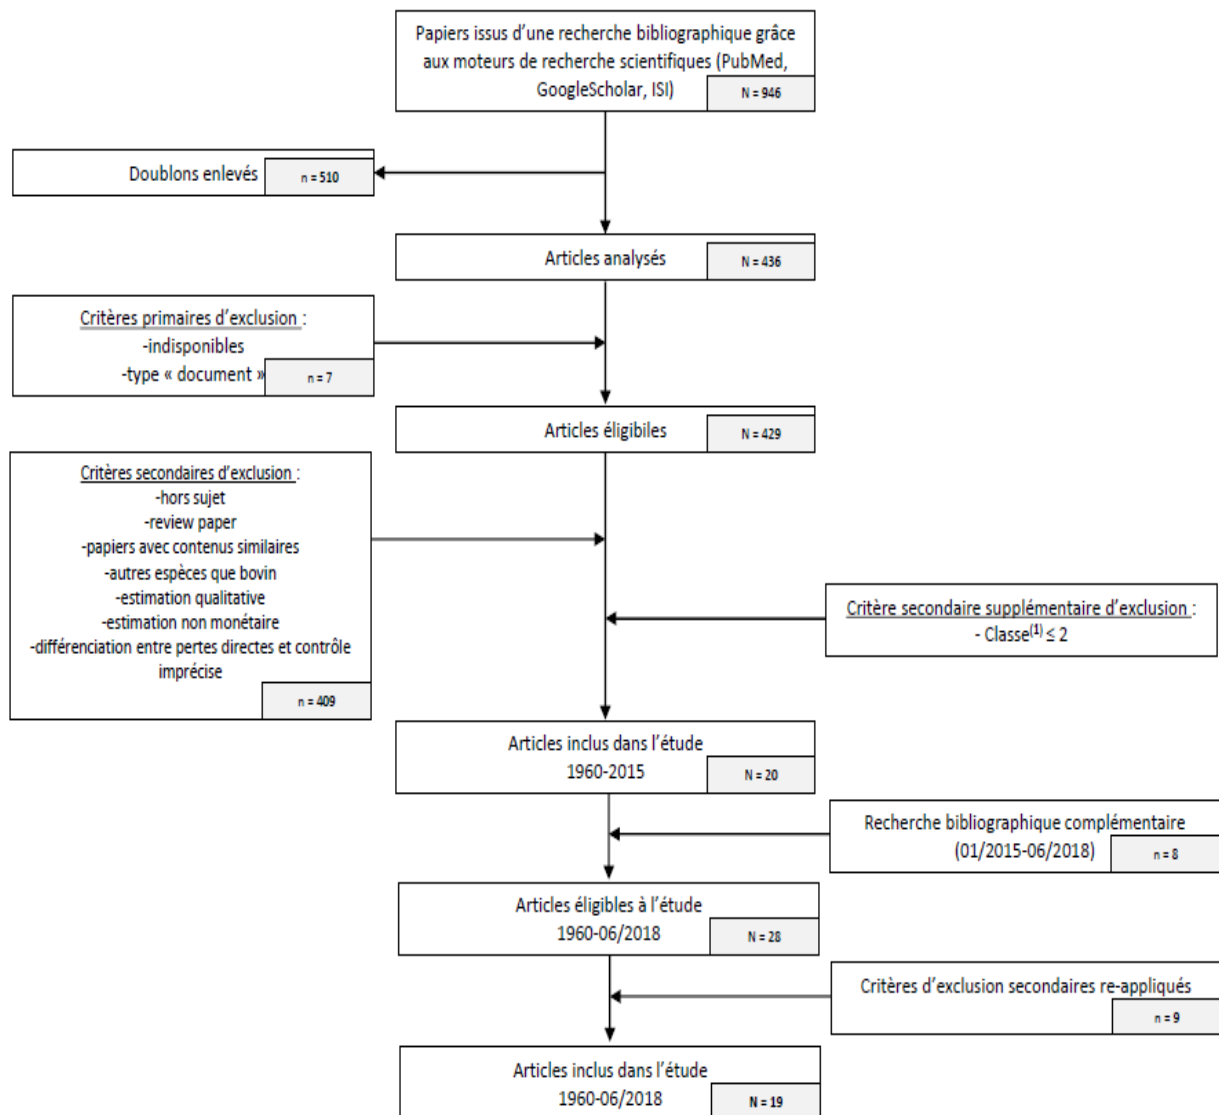 Papiers issus d’une recherche bibliographique grâce
aux moteurs de recherche scientifiques (PubMed,
GoogleScholar, ISI)
N = 946
Doublons enlevés
n = 510
Articles analysés
N = 436
Critères primaires d’exclusion :
-indisponibles
-type « document »
n = 7
Articles éligibiles
N = 429
Critères secondaires d’exclusion :
-hors sujet
-review paper
-papiers avec contenus similaires
-autres espèces que bovin
-estimation qualitative
-estimation non monétaire
-différenciation entre pertes directes et contrôle
imprécise
n = 409
Critère secondaire supplémentaire d’exclusion :
- Classe(1) ≤ 2
Articles inclus dans l’étude
1960-2015
N = 20
Recherche bibliographique complémentaire
(01/2015-06/2018)
n = 8
Articles éligibles à l’étude
1960-06/2018
N = 28
Critères d’exclusion secondaires re-appliqués
n = 9
Articles inclus dans l’étude
1960-06/2018
N = 19